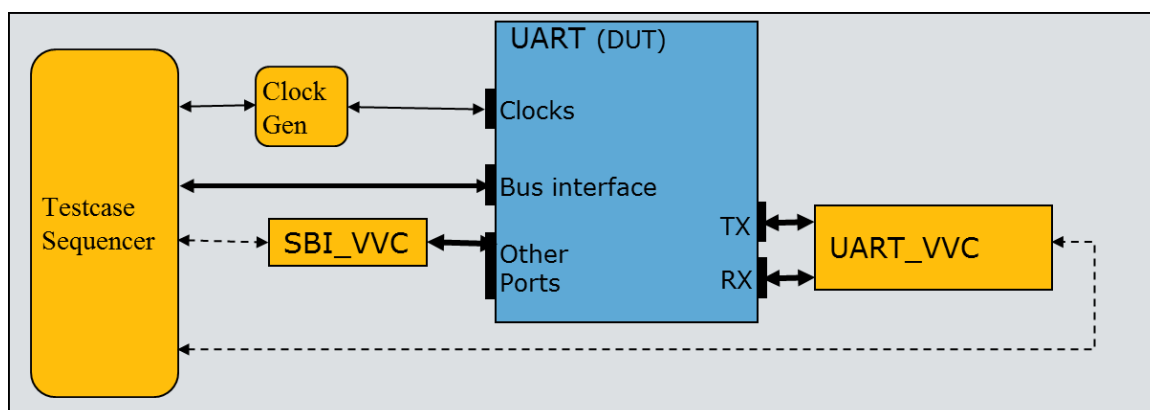 UART (DUT)
Clock
Gen
Clocks
Bus interface
Testcase
Sequencer
SBI_VVC
Other
Ports
TX
RX
UART_VVC